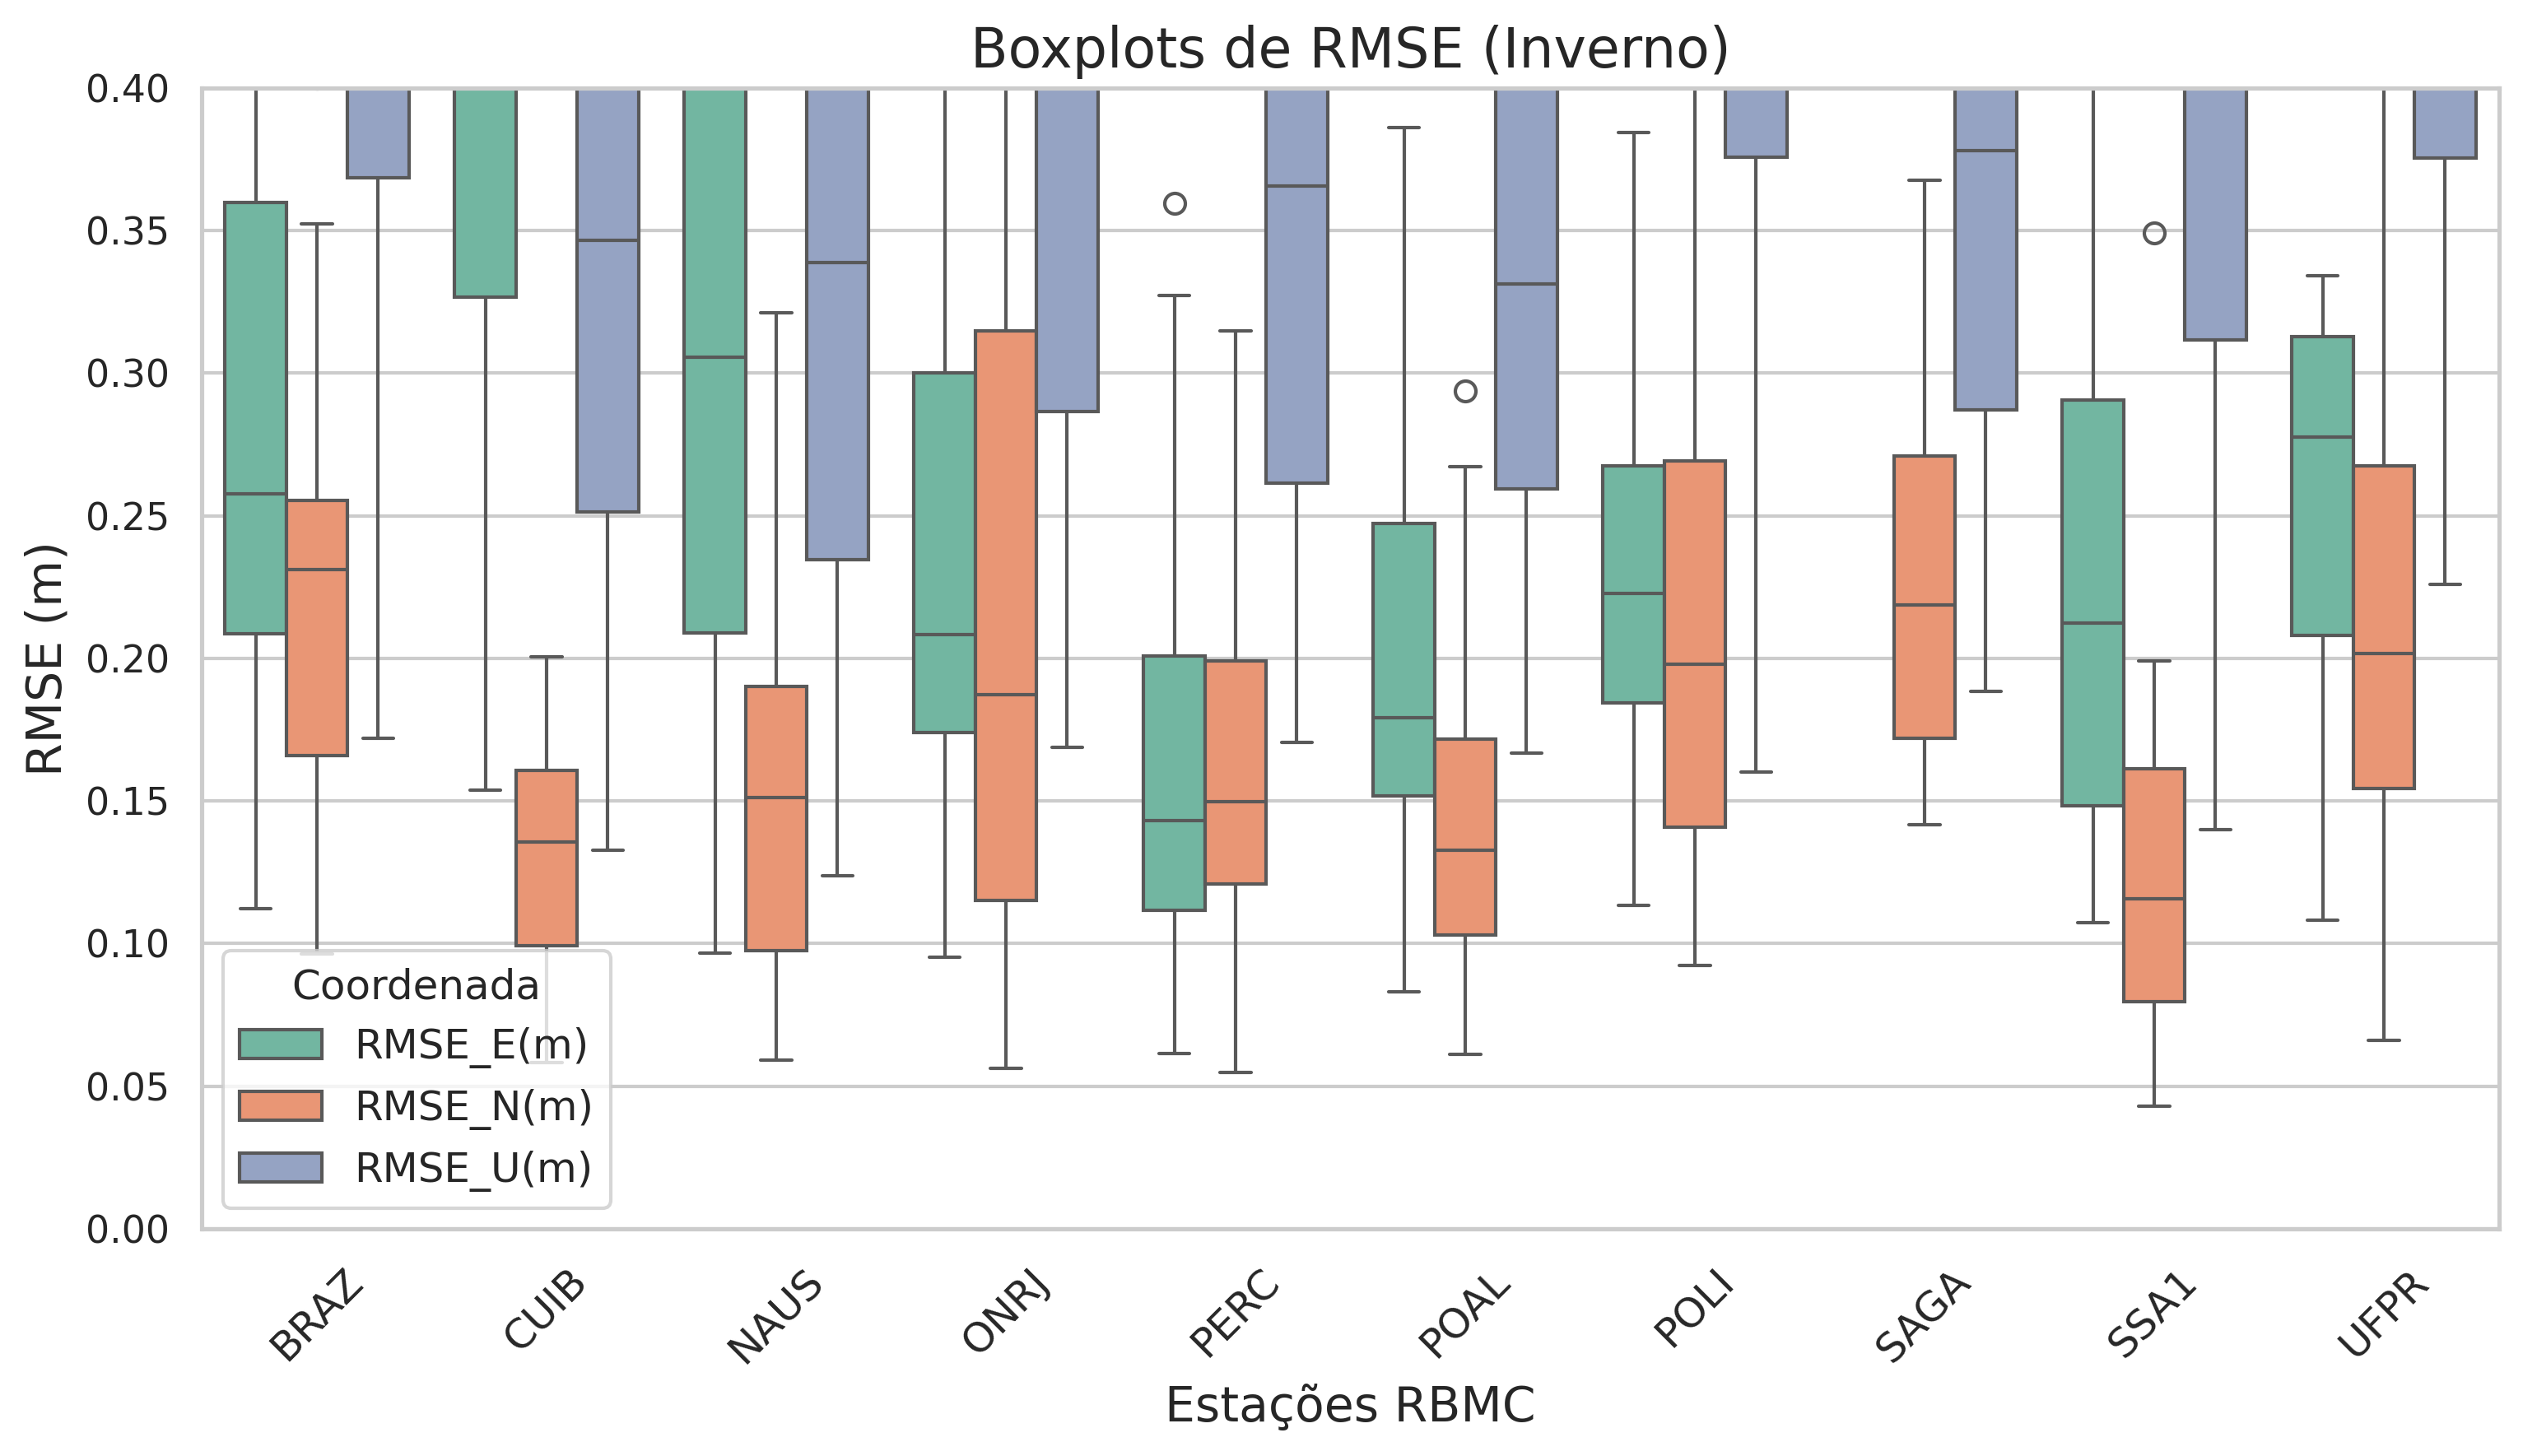 Boxplots de RMSE (Inverno)
RMSE (m)
0.40
0.35
0.30
0.25
0.20
0.15
0.10
0.05
0.00
Coordenada
RMSE_E(m)
RMSE_N(m)
RMSE_U(m)
BRAZ
CUIB
NAUS
ONRJ
PERC
POAL
POLI
SAGA
SSA1
UFPR
Estações RBMC